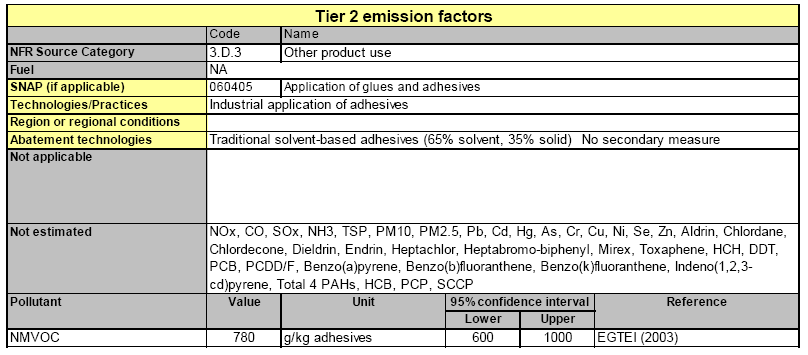 Tier 2 emission factors
Code Name
NFR Source Category 3.D.3 Other product use
Fuel NA
SNAP (if applicable) 060405 Application of glues and adhesives
Technologies/Practices Industrial application of adhesives
Region or regional conditions
Abatement technologies Traditional solvent-based adhesives (65% solvent, 35% solid) No secondary measure
Not applicable
Not estimated NOx, CO, SOx, NH3, TSP, PM10, PM2.5, Pb, Cd, Hg, As, Cr, Cu, Ni, Se, Zn, Aldrin, Chlordane,
Chlordecone, Dieldrin, Endrin, Heptachlor, Heptabromo-biphenyl, Mirex, Toxaphene, HCH, DDT,
PCB, PCDD/F, Benzo(a)pyrene, Benzo(b)fluoranthene, Benzo(k)fluoranthene, Indeno(1,2,3-
cd)pyrene, Total 4 PAHs, HCB, PCP, SCCP
Pollutant Value Unit 95% confidence interval Reference
Lower Upper
NMVOC 780 g/kg adhesives 600 1000 EGTEI (2003)